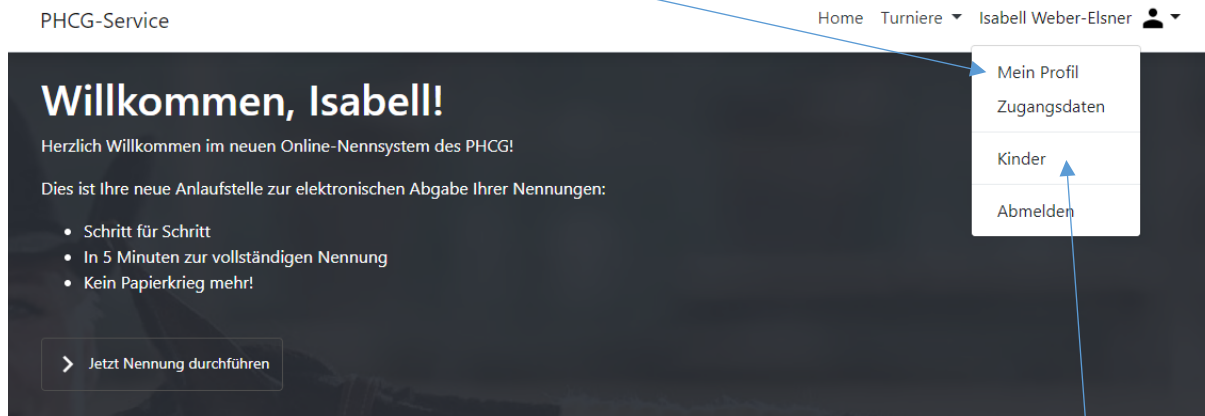 PHCG-Service
Home Turniere Isabell Weber-Elsner
Mein Profil
Zugangsdaten
Kinder
Abmelden
Willkommen, Isabell!
Herzlich Willkommen im neuen Online-Nennsystem des PHCG!
Dies ist Ihre neue Anlaufstelle zur elektronischen Abgabe Ihrer Nennungen:
• Schritt für Schritt
• In 5 Minuten zur vollständigen Nennung
• Kein Papierkrieg mehr!
Jetzt Nennung durchführen